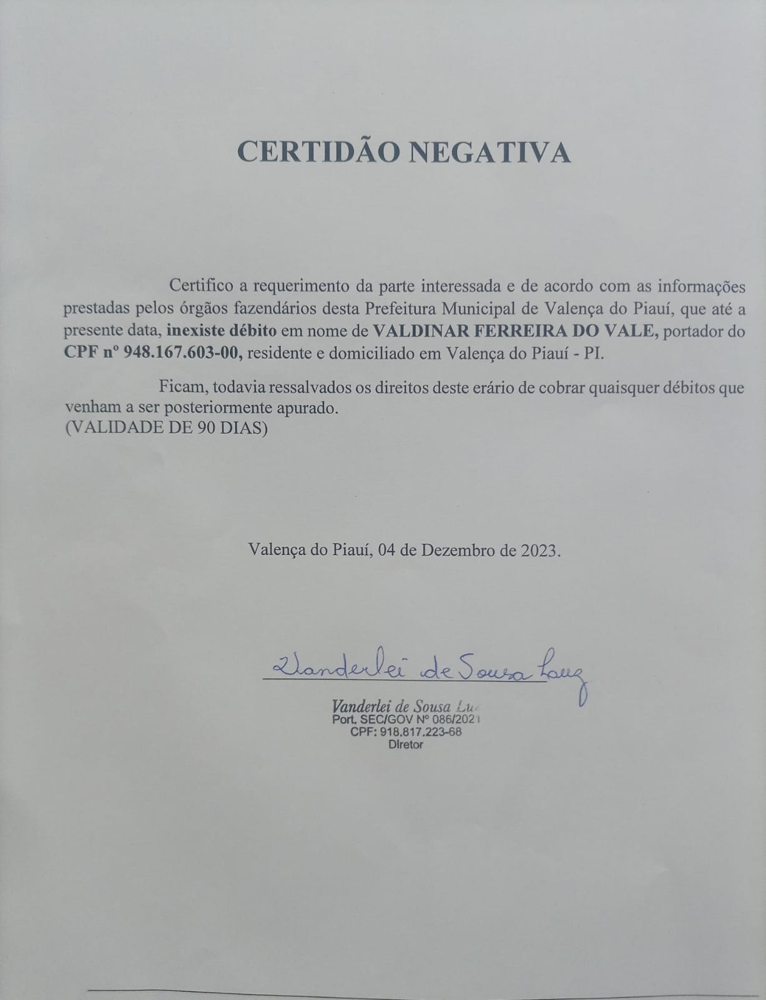 CERTIDÃO NEGATIVA
Certifico a requerimento da parte interessada e de acordo com as informações
prestadas pelos órgãos fazendários desta Prefeitura Municipal de Valença do Piauí, que até a
presente data, inexiste débito em nome de VALDINAR FERREIRA DO VALE, portador do
CPF nº 948.167.603-00, residente e domiciliado em Valença do Piauí - PI.
Ficam, todavia ressalvados os direitos deste erário de cobrar quaisquer débitos que
venham a ser posteriormente apurado.
(VALIDADE DE 90 DIAS)
Valença do Piauí, 04 de Dezembro de 2023.
Vanderlei de Sousa Luz
Vanderlei de Sousa Luz
Port. SEC/GOV Nº 086/2021
CPF: 918.817.223-68
Diretor